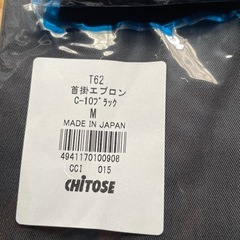 T62
首掛エプロン
C-10ﾌﾞﾗｯｸ
M
MADE IN JAPAN
4941170100908
CCI 015
CHITOSE